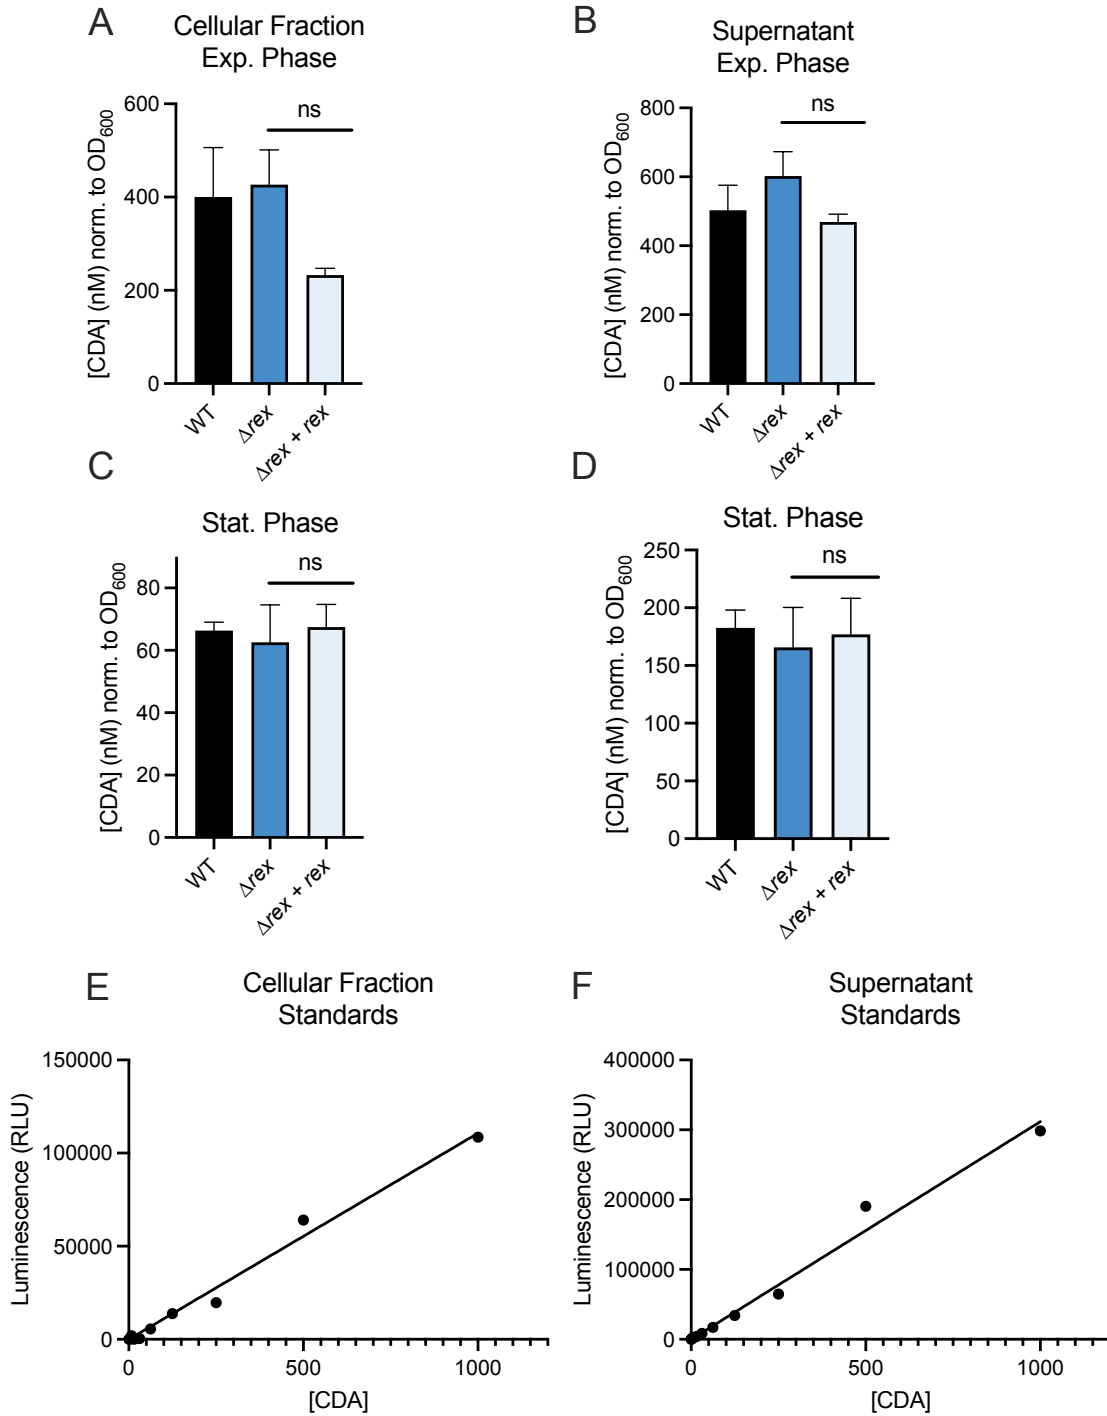 A
Cellular Fraction
Exp. Phase
[CDA] (nM) norm. to OD600
600
400
200
0
ns
WT
Δrex
Δrex + rex
B
Supernatant
Exp. Phase
[CDA] (nM) norm. to OD600
800
600
400
200
0
ns
WT
Δrex
Δrex + rex
C
Stat. Phase
[CDA] (nM) norm. to OD600
80
60
40
20
0
ns
WT
Δrex
Δrex + rex
D
Stat. Phase
[CDA] (nM) norm. to OD600
250
200
150
100
50
0
ns
WT
Δrex
Δrex + rex
E
Cellular Fraction
Standards
Luminescence (RLU)
150000
100000
50000
0
0
500
1000
[CDA]
F
Supernatant
Standards
Luminescence (RLU)
400000
300000
200000
100000
0
0
500
1000
[CDA]